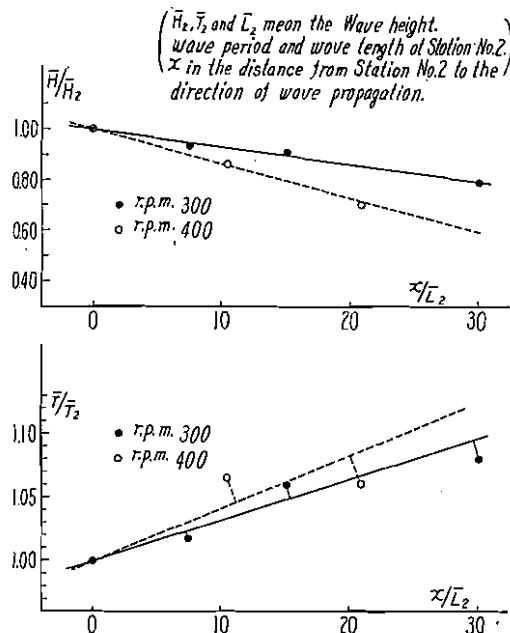 H̄₂, T̄₂ and L̄₂ mean the Wave height.
wave period and wave length of Station No.2,
x in the distance from Station No.2 to the
direction of wave propagation.
H̄/H̄₂
1.00
0.80
0.60
0.40
● r.p.m. 300
○ r.p.m. 400
x/L̄₂
0 10 20 30
T̄/T̄₂
● r.p.m. 300
○ r.p.m. 400
1.10
1.05
1.00
0 10 20 30
x/L̄₂